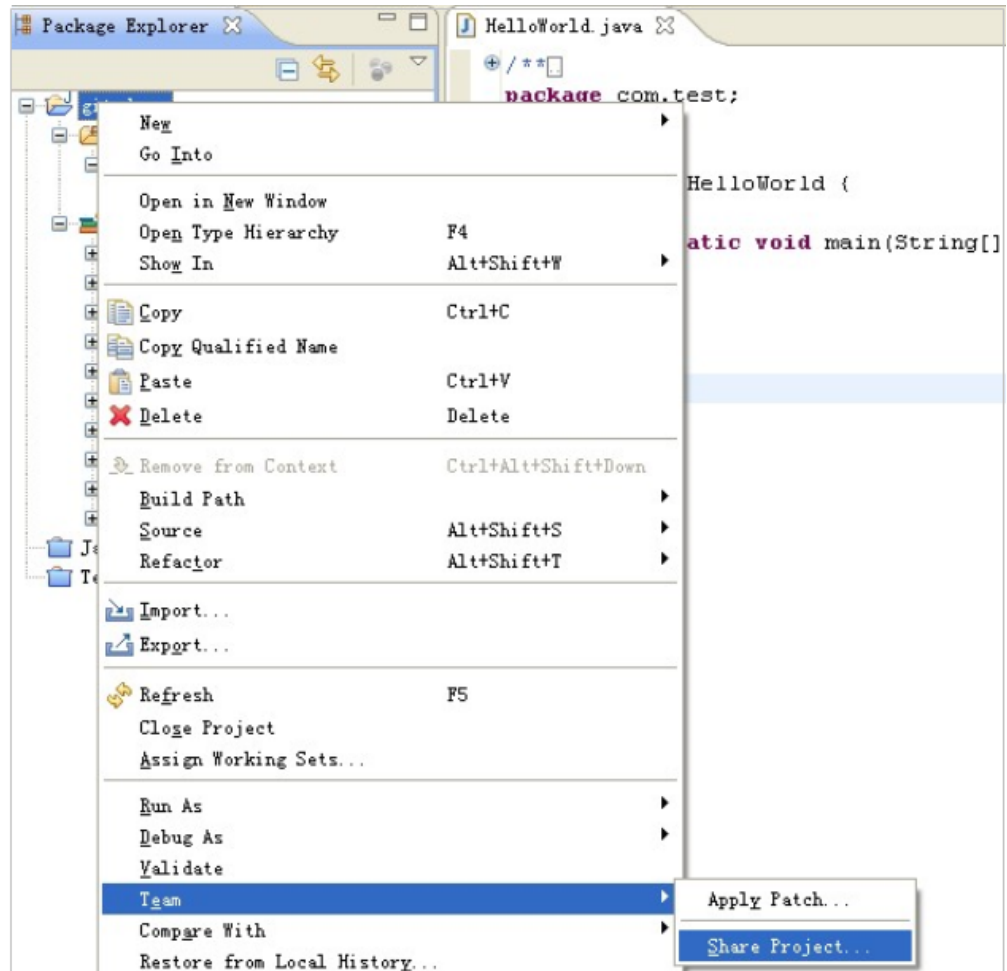 Package Explorer
HelloWorld.java
/**
package com.test;
HelloWorld {
atic void main(String[]
New
Go Into
Open in New Window
Open Type Hierarchy F4
Show In Alt+Shift+W
Copy Ctrl+C
Copy Qualified Name
Paste Ctrl+V
Delete Delete
Remove from Context Ctrl+Alt+Shift+Down
Build Path
Source Alt+Shift+S
Refactor Alt+Shift+T
Import...
Export...
Refresh F5
Close Project
Assign Working Sets...
Run As
Debug As
Validate
Team
Apply Patch...
Compare With
Share Project...
Restore from Local History...